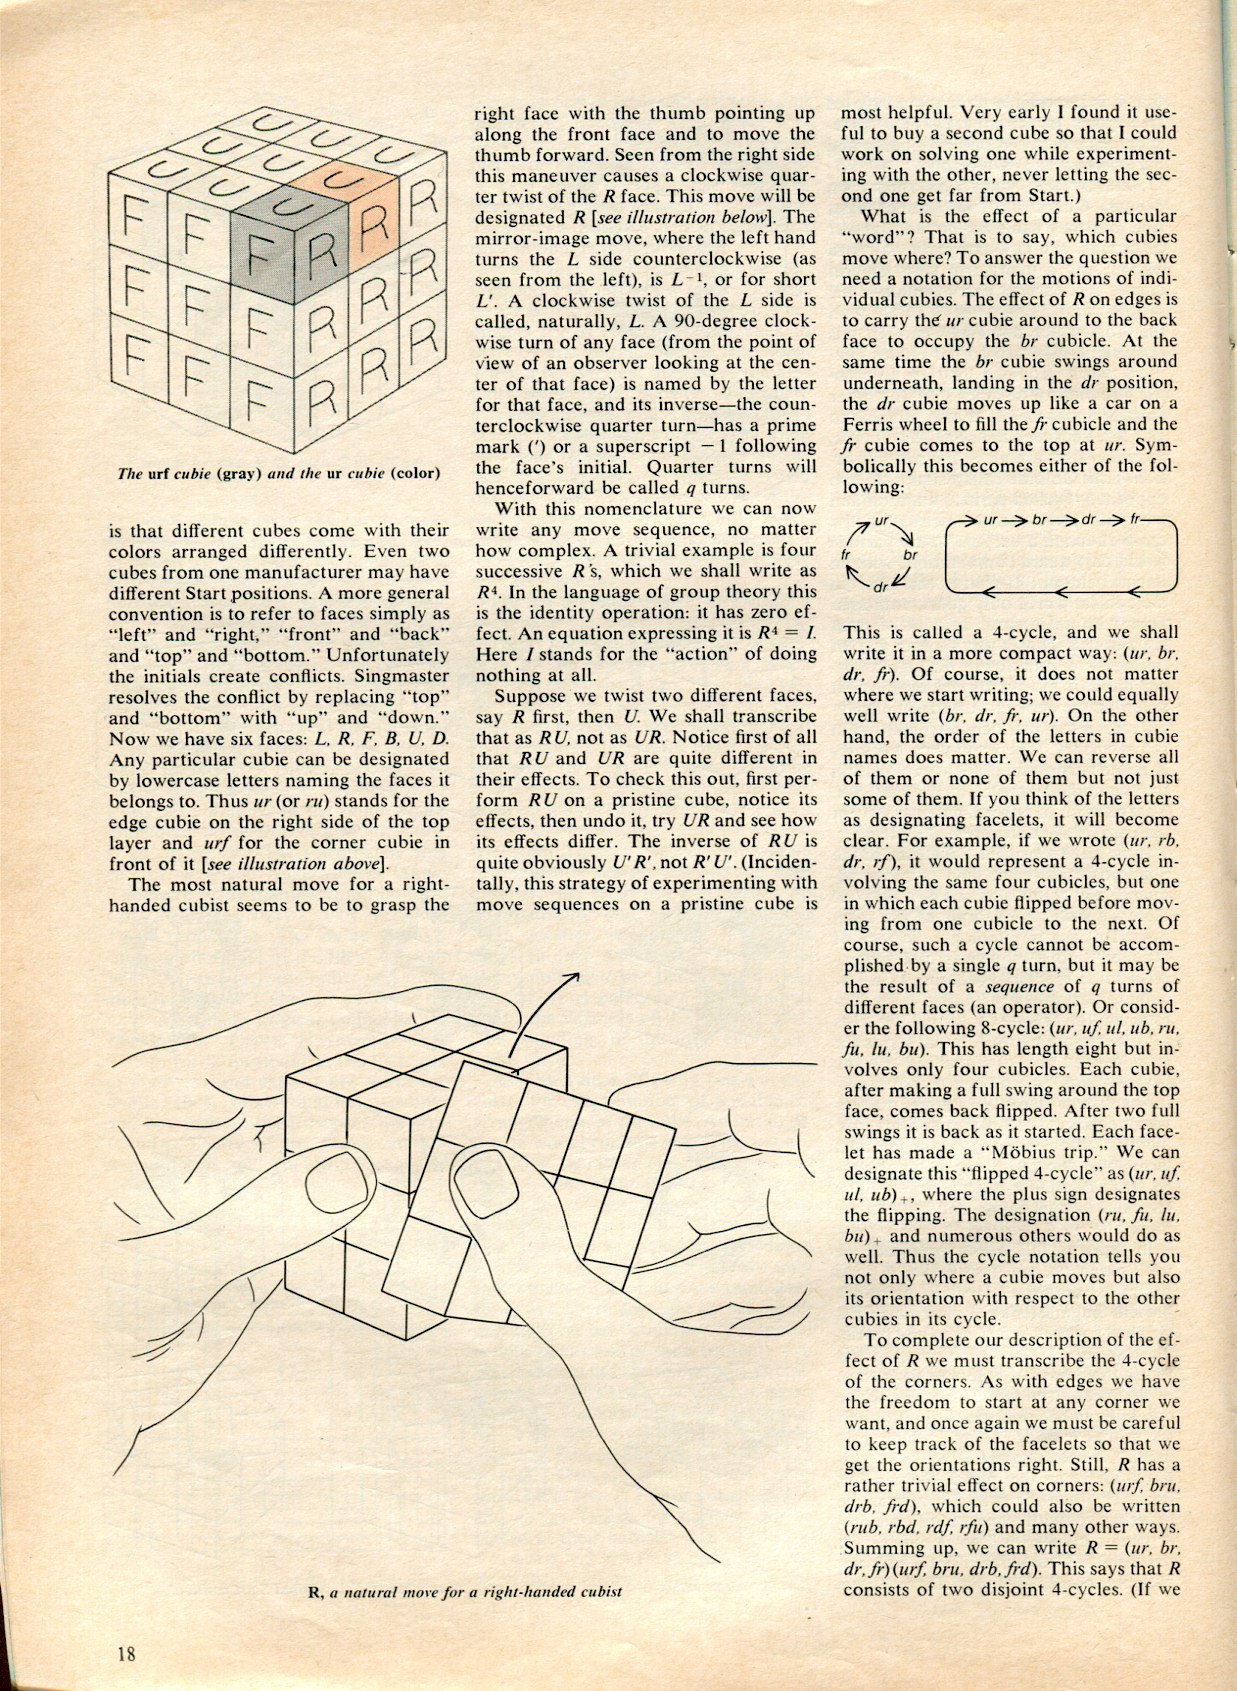 U U U
U U U
U U U
F F F R R R
F F F R R R
F F F R R R
The urf cubie (gray) and the ur cubie (color)
is that different cubes come with their
colors arranged differently. Even two
cubes from one manufacturer may have
different Start positions. A more general
convention is to refer to faces simply as
“left” and “right,” “front” and “back”
and “top” and “bottom.” Unfortunately
the initials create conflicts. Singmaster
resolves the conflict by replacing “top”
and “bottom” with “up” and “down.”
Now we have six faces: L, R, F, B, U, D.
Any particular cubie can be designated
by lowercase letters naming the faces it
belongs to. Thus ur (or ru) stands for the
edge cubie on the right side of the top
layer and urf for the corner cubie in
front of it [see illustration above].
The most natural move for a right-
handed cubist seems to be to grasp the
right face with the thumb pointing up
along the front face and to move the
thumb forward. Seen from the right side
this maneuver causes a clockwise quar-
ter twist of the R face. This move will be
designated R [see illustration below]. The
mirror-image move, where the left hand
turns the L side counterclockwise (as
seen from the left), is L⁻¹, or for short
L'. A clockwise twist of the L side is
called, naturally, L. A 90-degree clock-
wise turn of any face (from the point of
view of an observer looking at the cen-
ter of that face) is named by the letter
for that face, and its inverse—the coun-
terclockwise quarter turn—has a prime
mark (') or a superscript −1 following
the face's initial. Quarter turns will
henceforward be called q turns.
With this nomenclature we can now
write any move sequence, no matter
how complex. A trivial example is four
successive R's, which we shall write as
R⁴. In the language of group theory this
is the identity operation: it has zero ef-
fect. An equation expressing it is R⁴ = I.
Here I stands for the “action” of doing
nothing at all.
Suppose we twist two different faces,
say R first, then U. We shall transcribe
that as RU, not as UR. Notice first of all
that RU and UR are quite different in
their effects. To check this out, first per-
form RU on a pristine cube, notice its
effects, then undo it, try UR and see how
its effects differ. The inverse of RU is
quite obviously U'R', not R'U'. (Inciden-
tally, this strategy of experimenting with
move sequences on a pristine cube is
most helpful. Very early I found it use-
ful to buy a second cube so that I could
work on solving one while experiment-
ing with the other, never letting the sec-
ond one get far from Start.)
What is the effect of a particular
“word”? That is to say, which cubies
move where? To answer the question we
need a notation for the motions of indi-
vidual cubies. The effect of R on edges is
to carry the ur cubie around to the back
face to occupy the br cubicle. At the
same time the br cubie swings around
underneath, landing in the dr position,
the dr cubie moves up like a car on a
Ferris wheel to fill the fr cubicle and the
fr cubie comes to the top at ur. Sym-
bolically this becomes either of the fol-
lowing:
ur
fr br
dr
ur → br → dr → fr
This is called a 4-cycle, and we shall
write it in a more compact way: (ur, br,
dr, fr). Of course, it does not matter
where we start writing; we could equally
well write (br, dr, fr, ur). On the other
hand, the order of the letters in cubie
names does matter. We can reverse all
of them or none of them but not just
some of them. If you think of the letters
as designating facelets, it will become
clear. For example, if we wrote (ur, rb,
dr, rf), it would represent a 4-cycle in-
volving the same four cubicles, but one
in which each cubie flipped before mov-
ing from one cubicle to the next. Of
course, such a cycle cannot be accom-
plished by a single q turn, but it may be
the result of a sequence of q turns of
different faces (an operator). Or consid-
er the following 8-cycle: (ur, uf, ul, ub, ru,
fu, lu, bu). This has length eight but in-
volves only four cubicles. Each cubie,
after making a full swing around the top
face, comes back flipped. After two full
swings it is back as it started. Each face-
let has made a “Möbius trip.” We can
designate this “flipped 4-cycle” as (ur, uf,
ul, ub)₊, where the plus sign designates
the flipping. The designation (ru, fu, lu,
bu)₊ and numerous others would do as
well. Thus the cycle notation tells you
not only where a cubie moves but also
its orientation with respect to the other
cubies in its cycle.
To complete our description of the ef-
fect of R we must transcribe the 4-cycle
of the corners. As with edges we have
the freedom to start at any corner we
want, and once again we must be careful
to keep track of the facelets so that we
get the orientations right. Still, R has a
rather trivial effect on corners: (urf, bru,
drb, frd), which could also be written
(rub, rbd, rdf, rfu) and many other ways.
Summing up, we can write R = (ur, br,
dr, fr)(urf, bru, drb, frd). This says that R
consists of two disjoint 4-cycles. (If we
R, a natural move for a right-handed cubist
18